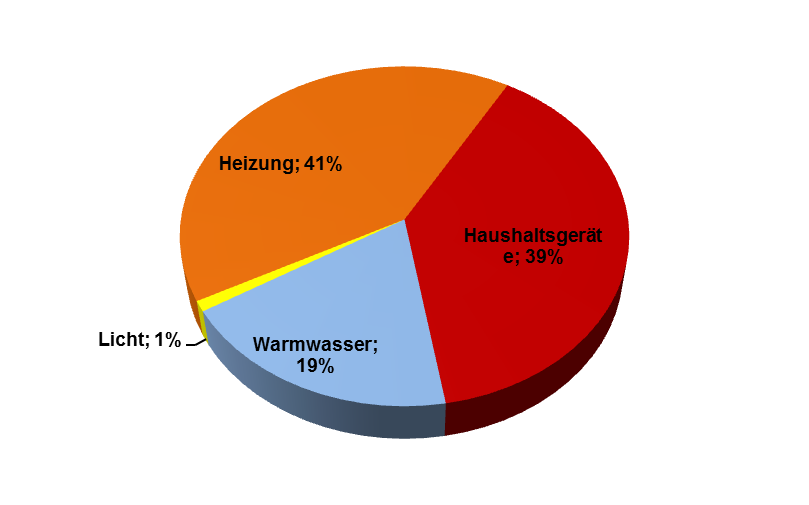 Heizung; 41%
Haushaltsgerät
e; 39%
Licht; 1%
Warmwasser;
19%